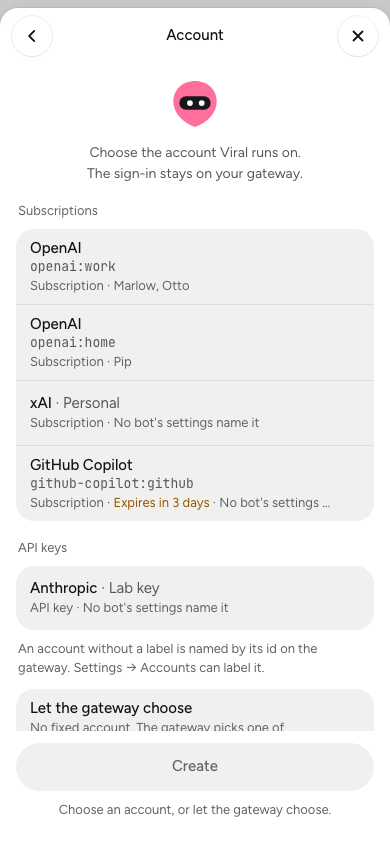 Account
Choose the account Viral runs on.
The sign-in stays on your gateway.
Subscriptions
OpenAI
openai:work
Subscription · Marlow, Otto
OpenAI
openai:home
Subscription · Pip
xAI · Personal
Subscription · No bot's settings name it
GitHub Copilot
github-copilot:github
Subscription · Expires in 3 days · No bot's settings ...
API keys
Anthropic · Lab key
API key · No bot's settings name it
An account without a label is named by its id on the
gateway. Settings → Accounts can label it.
Let the gateway choose
No fixed account. The gateway picks one of
Create
Choose an account, or let the gateway choose.